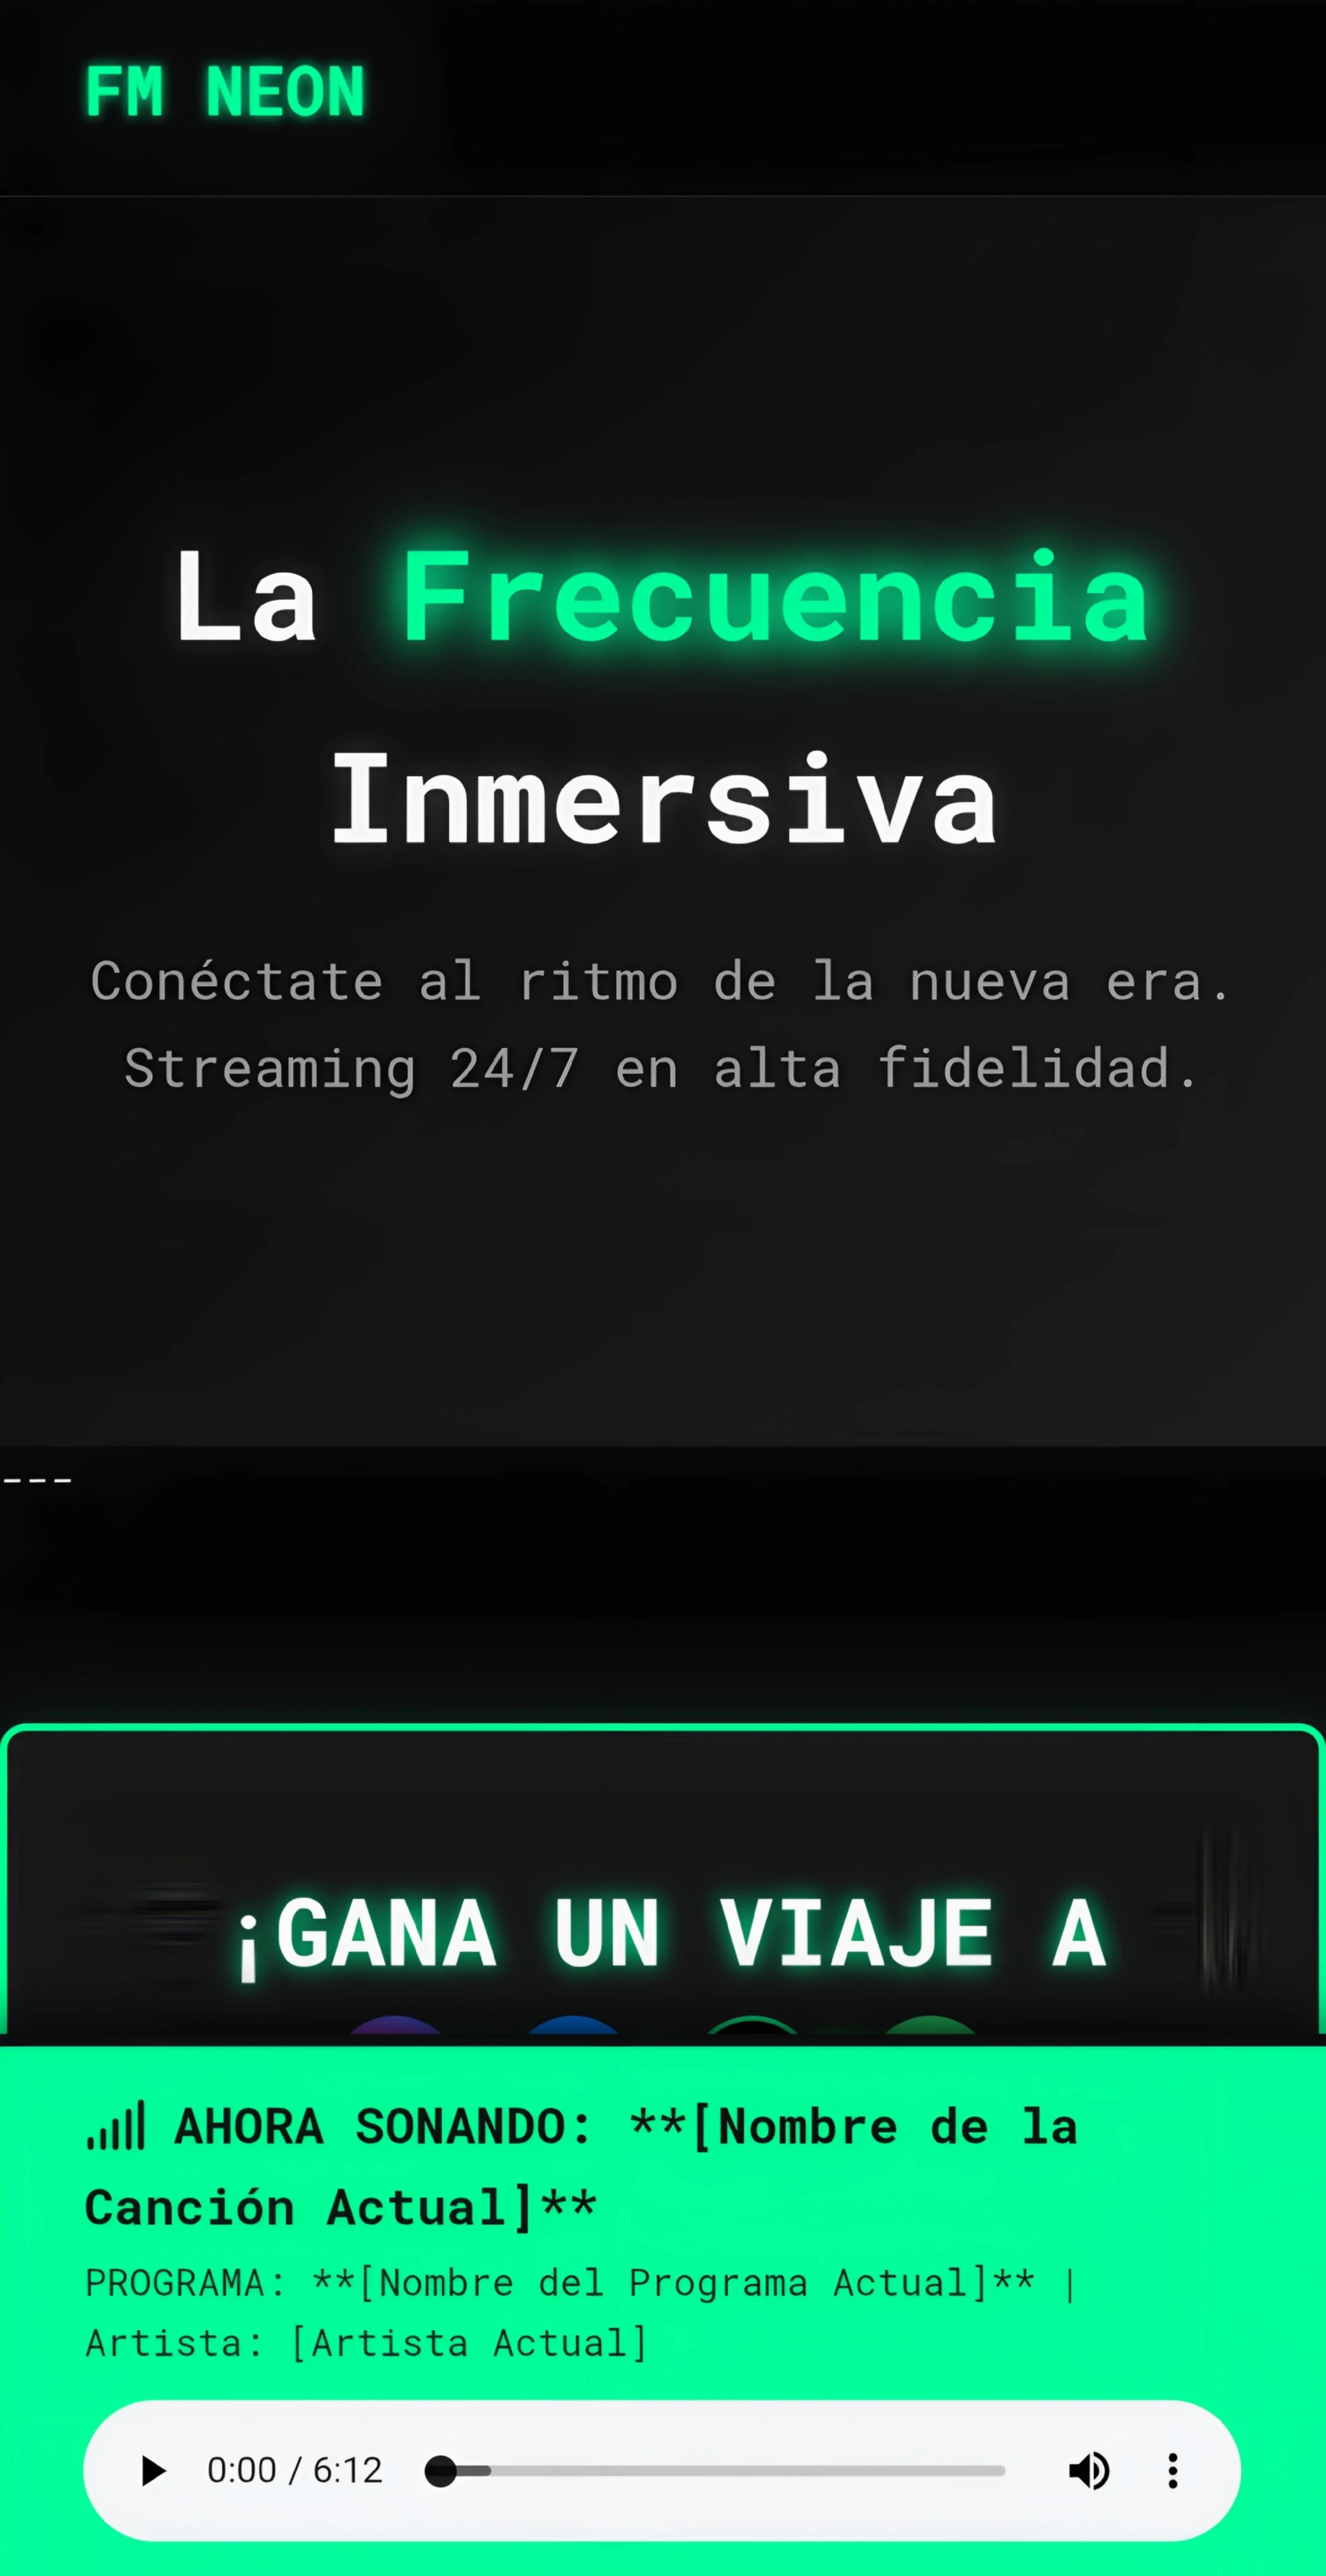 FM NEON
La Frecuencia
Inmersiva
Conéctate al ritmo de la nueva era.
Streaming 24/7 en alta fidelidad.
---
¡GANA UN VIAJE A
AHORA SONANDO: **[Nombre de la
Canción Actual]**
PROGRAMA: **[Nombre del Programa Actual]** |
Artista: [Artista Actual]
0:00 / 6:12